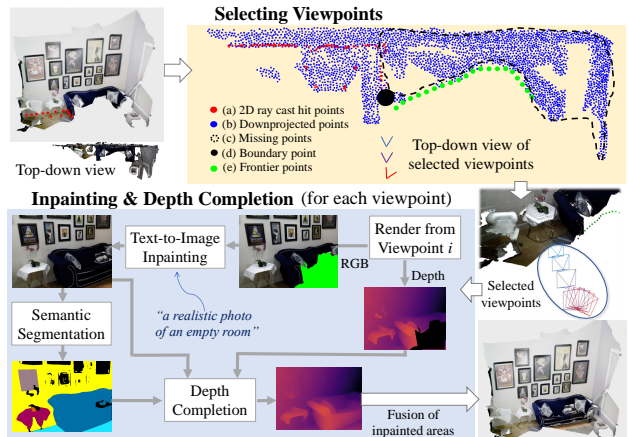 Selecting Viewpoints
(a) 2D ray cast hit points
(b) Downprojected points
(c) Missing points
(d) Boundary point
(e) Frontier points
Top-down view of
selected viewpoints
Top-down view
Inpainting & Depth Completion (for each viewpoint)
Text-to-Image
Inpainting
RGB
Render from
Viewpoint i
Depth
Selected
viewpoints
"a realistic photo
of an empty room"
Semantic
Segmentation
Depth
Completion
Fusion of
inpainted areas